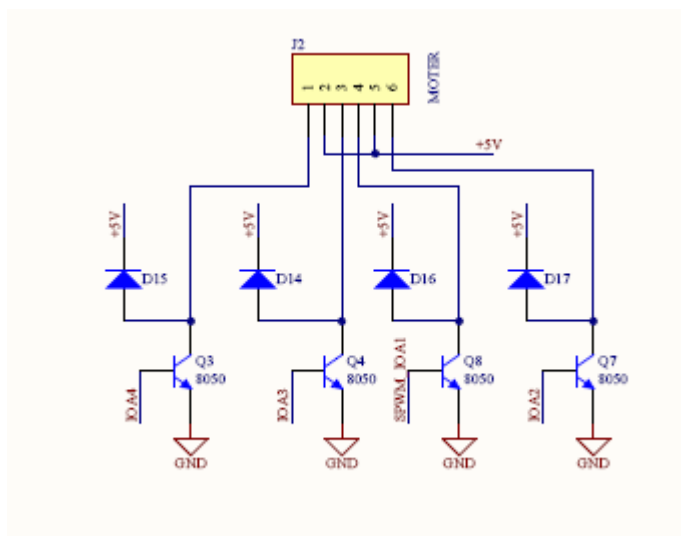 J2
MOTER
1 2 3 4 5 6
+5V
+5V +5V +5V +5V
D15 D14 D16 D17
Q3 Q4 Q8 Q7
8050 8050 8050 8050
IOA4 IOA3 SPWM_IOA1 IOA2
GND GND GND GND